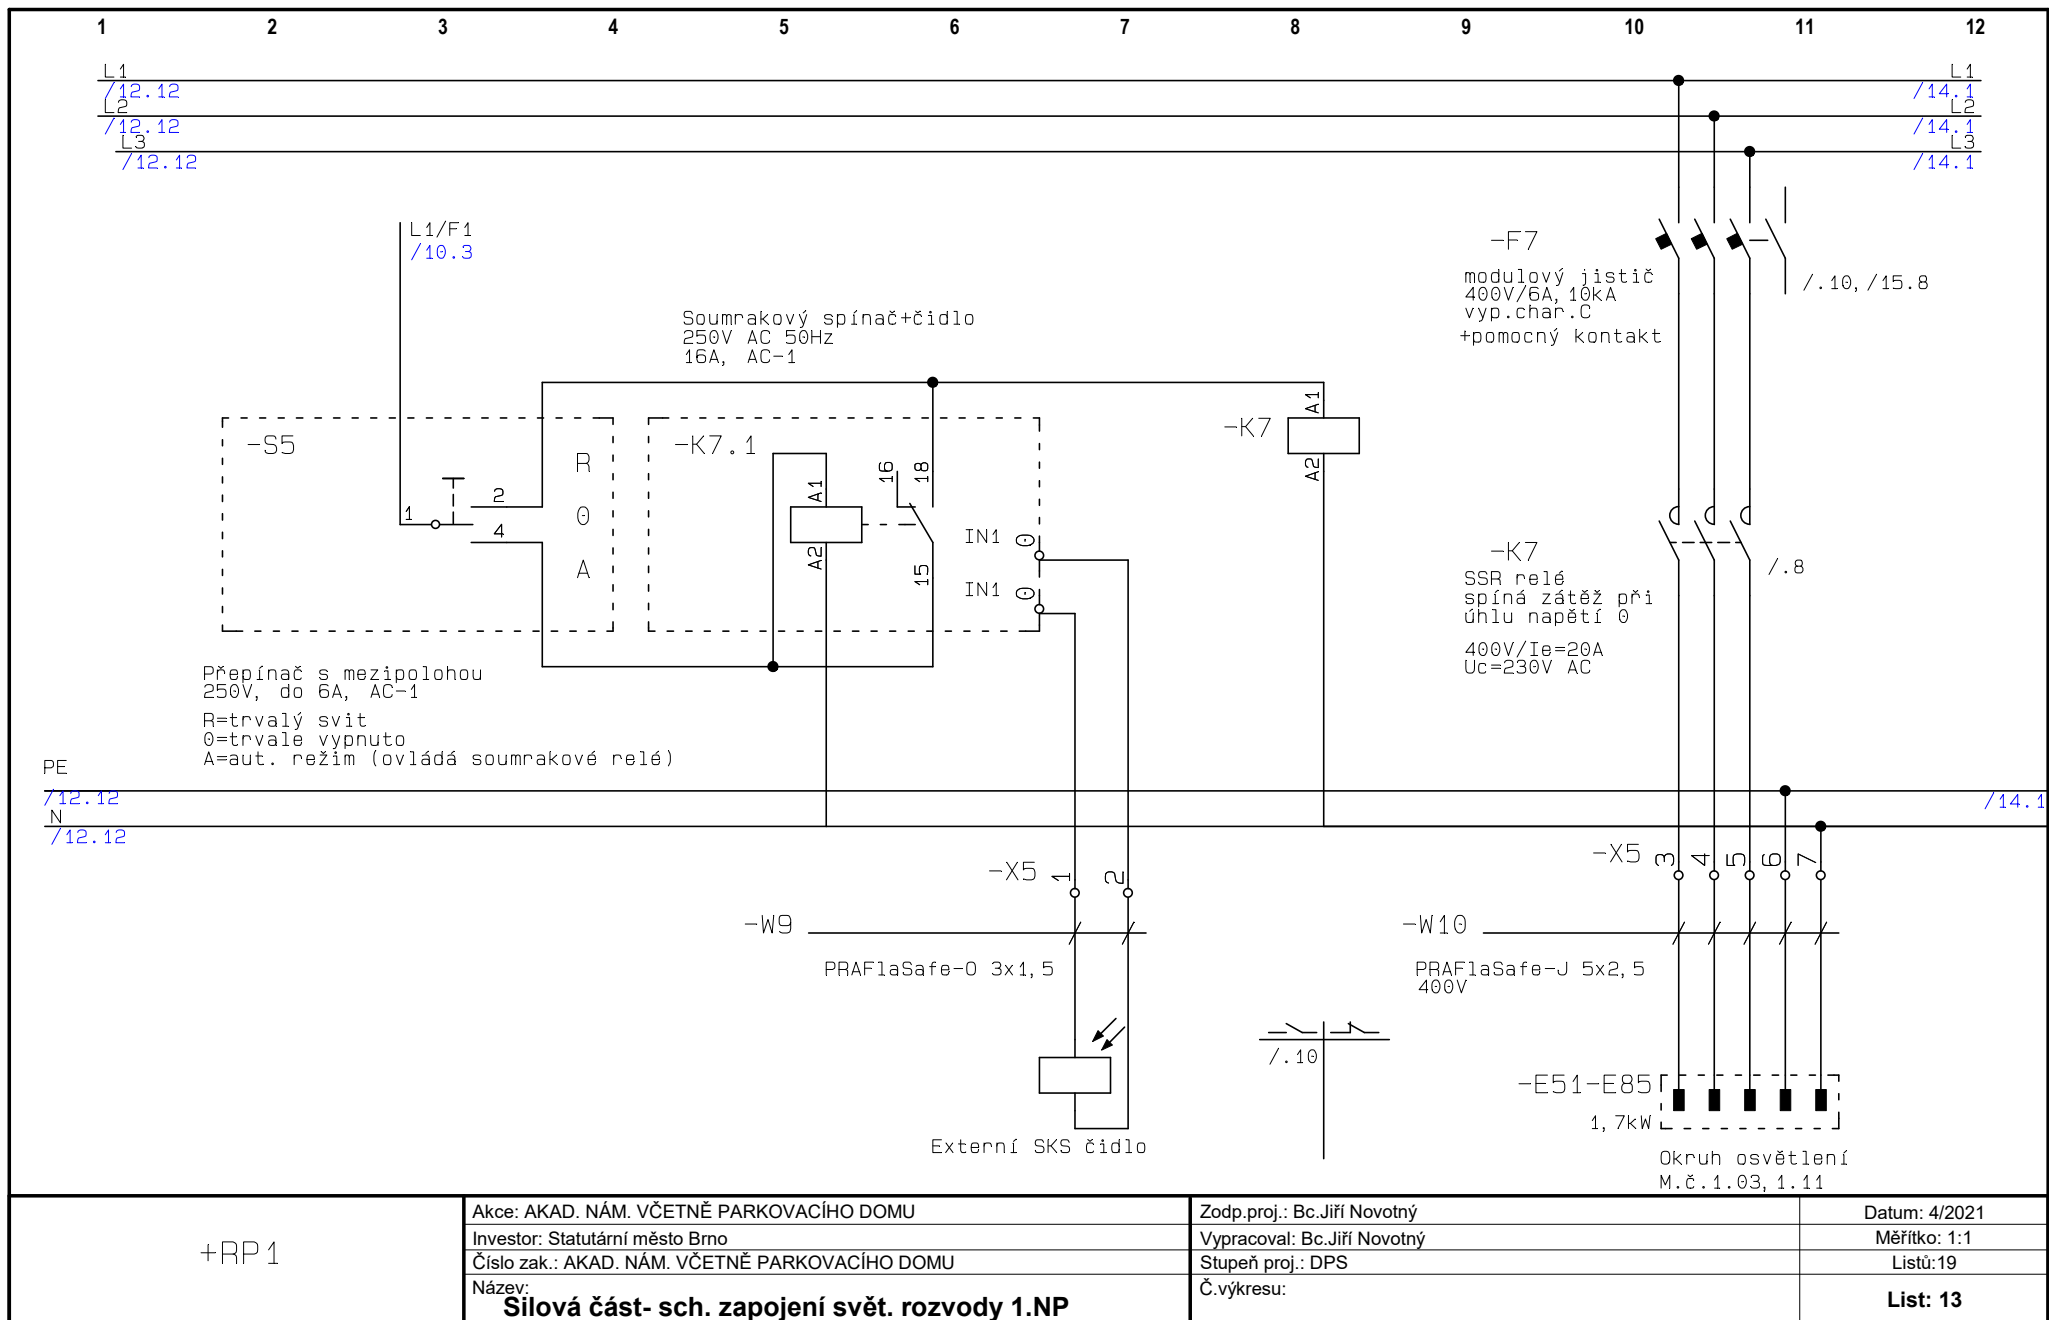 1 2 3 4 5 6 7 8 9 10 11 12
L1
/12.12
L2
/12.12
L3
/12.12
L1
/14.1
L2
/14.1
L3
/14.1
L1/F1
/10.3
-F7
modulový jistič
400V/6A, 10kA
vyp.char.C
+pomocný kontakt
/.10, /15.8
Soumrakový spínač+čidlo
250V AC 50Hz
16A, AC-1
-S5
R
0
A
1
2
4
-K7.1
A1
A2
16
18
15
IN1 0
IN1 0
-K7
A1
A2
-K7
SSR relé
spíná zátěž při
úhlu napětí 0
400V/Ie=20A
Uc=230V AC
/.8
Přepínač s mezipolohou
250V, do 6A, AC-1
R=trvalý svit
0=trvale vypnuto
A=aut. režim (ovládá soumrakové relé)
PE
/12.12
/14.1
N
/12.12
-X5 1 2
-X5 3 4 5 6 7
-W9
PRAFlaSafe-O 3x1,5
-W10
PRAFlaSafe-J 5x2,5
400V
/.10
-E51-E85
1,7kW
Externí SKS čidlo
Okruh osvětlení
M.č.1.03,1.11
+RP1
Akce: AKAD. NÁM. VČETNĚ PARKOVACÍHO DOMU
Investor: Statutární město Brno
Číslo zak.: AKAD. NÁM. VČETNĚ PARKOVACÍHO DOMU
Název:
Silová část- sch. zapojení svět. rozvody 1.NP
Zodp.proj.: Bc.Jiří Novotný
Vypracoval: Bc.Jiří Novotný
Stupeň proj.: DPS
Č.výkresu:
Datum: 4/2021
Měřítko: 1:1
Listů:19
List: 13